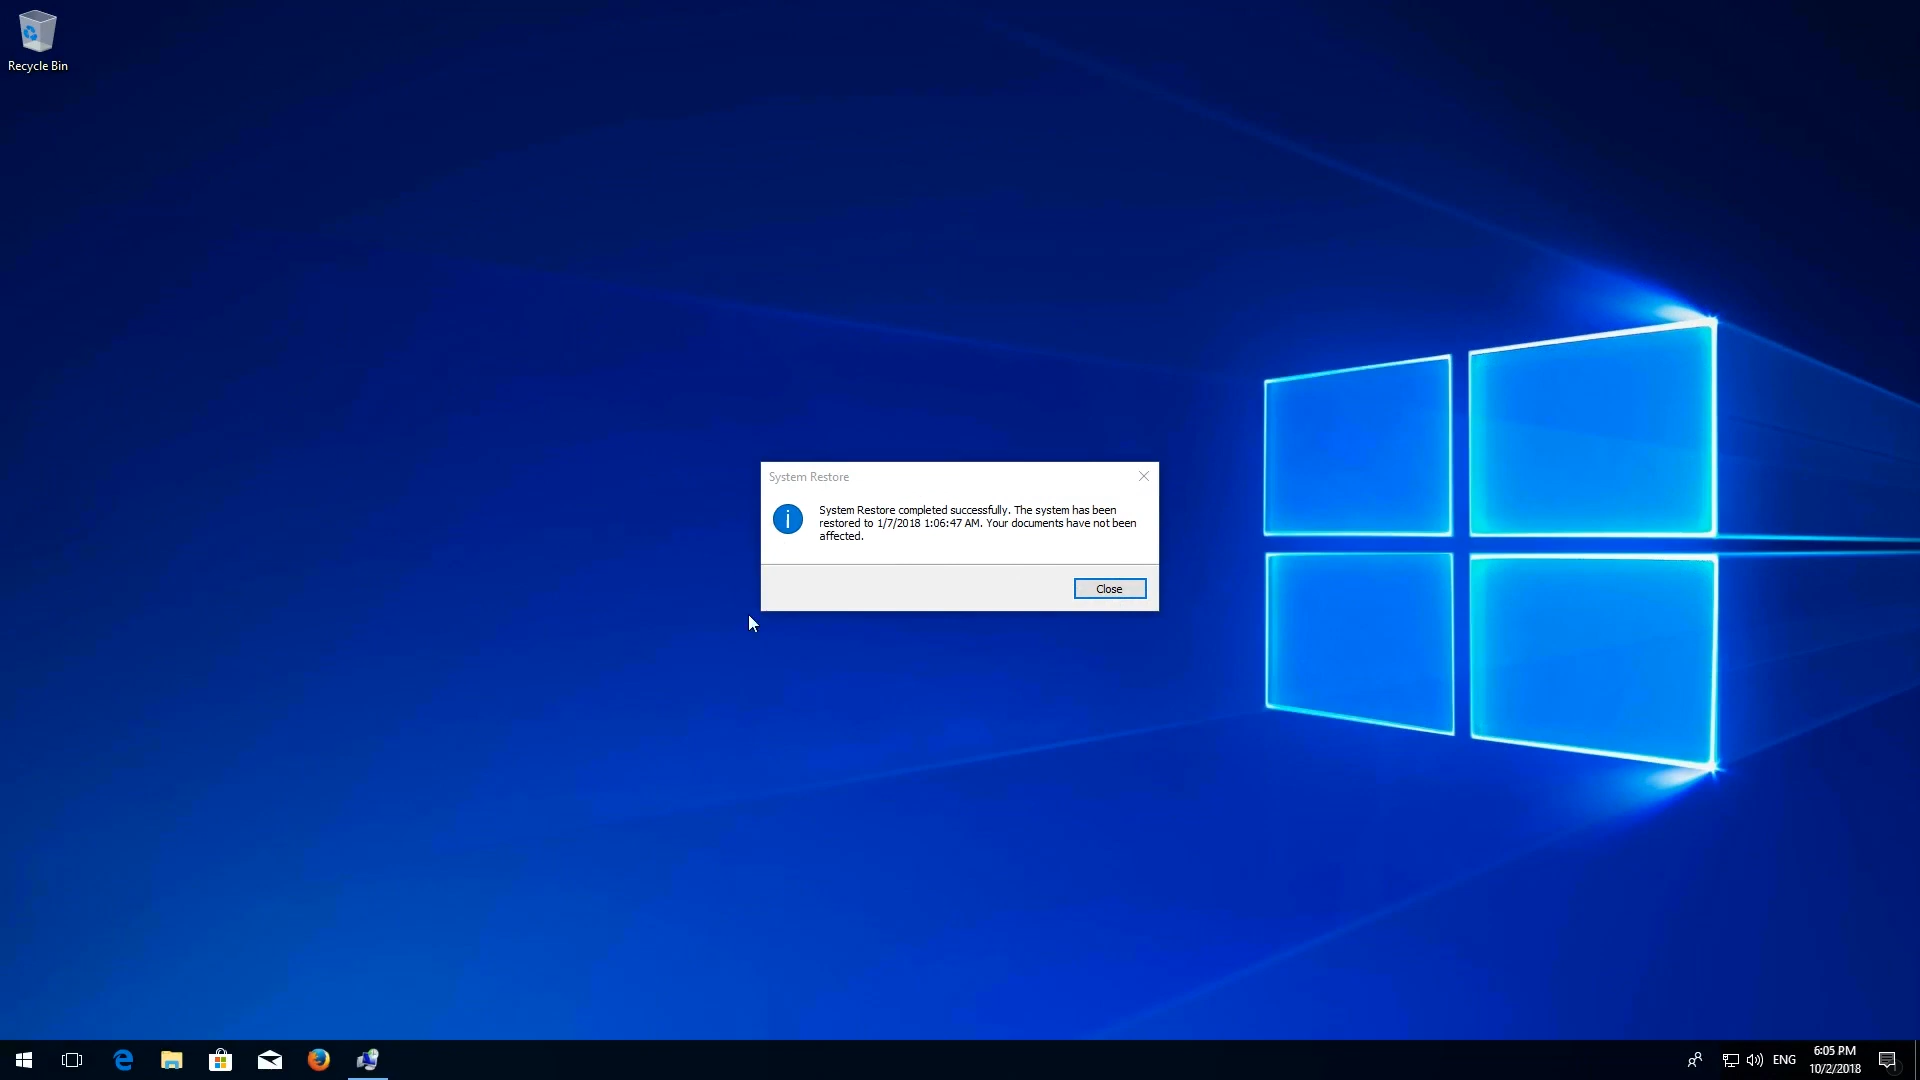 Recycle Bin
System Restore
System Restore completed successfully. The system has been
restored to 1/7/2018 1:06:47 AM. Your documents have not been
affected.
Close
ENG
6:05 PM
10/2/2018